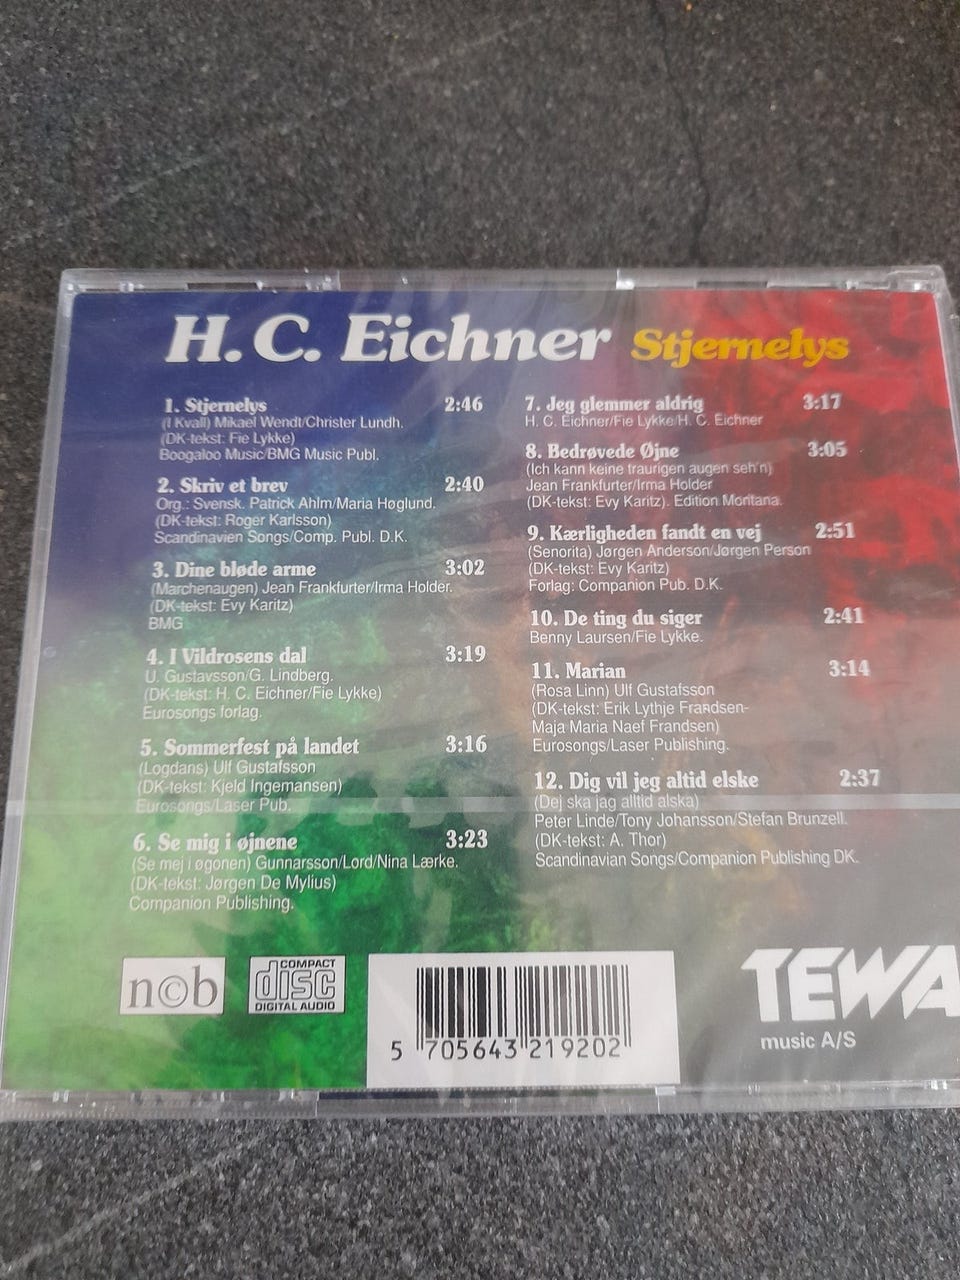 H. C. Eichner Stjernelys
1. Stjernelys 2:46
(I Kvall) Mikael Wendt/Christer Lundh.
(DK-tekst: Fie Lykke)
Boogaloo Music/BMG Music Publ.
2. Skriv et brev 2:40
Org.: Svensk. Patrick Ahlm/Maria Høglund.
(DK-tekst: Roger Karlsson)
Scandinavien Songs/Comp. Publ. D.K.
3. Dine bløde arme 3:02
(Marchenaugen) Jean Frankfurter/Irma Holder.
(DK-tekst: Evy Karitz)
BMG
4. I Vildrosens dal 3:19
U. Gustavsson/G. Lindberg.
(DK-tekst: H. C. Eichner/Fie Lykke)
Eurosongs forlag.
5. Sommerfest på landet 3:16
(Logdans) Ulf Gustafsson
(DK-tekst: Kjeld Ingemansen)
Eurosongs/Laser Pub.
6. Se mig i øjnene 3:23
(Se mej i øgonen) Gunnarsson/Lord/Nina Lærke.
(DK-tekst: Jørgen De Mylius)
Companion Publishing.
7. Jeg glemmer aldrig 3:17
H. C. Eichner/Fie Lykke/H. C. Eichner
8. Bedrøvede Øjne 3:05
(Ich kann keine traurigen augen seh'n)
Jean Frankfurter/Irma Holder
(DK-tekst: Evy Karitz). Edition Montana.
9. Kærligheden fandt en vej 2:51
(Senorita) Jørgen Anderson/Jørgen Person
(DK-tekst: Evy Karitz)
Forlag: Companion Pub. D.K.
10. De ting du siger 2:41
Benny Laursen/Fie Lykke.
11. Marian 3:14
(Rosa Linn) Ulf Gustafsson
(DK-tekst: Erik Lythje Frandsen-
Maja Maria Naef Frandsen)
Eurosongs/Laser Publishing.
12. Dig vil jeg altid elske 2:37
(Dej ska jag alltid alska)
Peter Linde/Tony Johansson/Stefan Brunzell.
(DK-tekst: A. Thor)
Scandinavian Songs/Companion Publishing DK.
n©b
COMPACT
disc
DIGITAL AUDIO
5 705643 219202
TEWA
music A/S